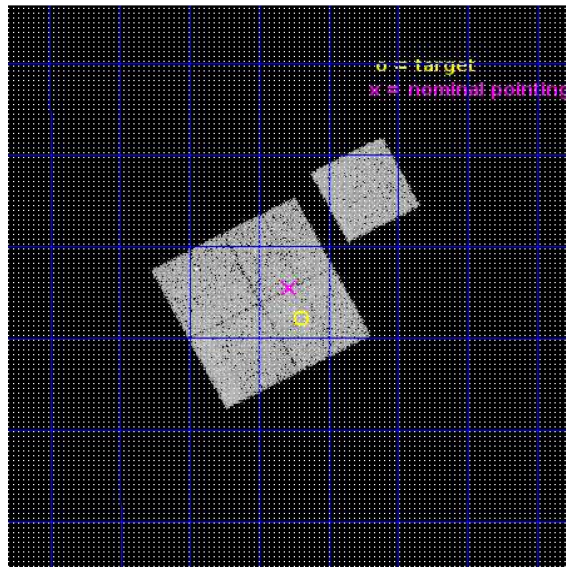 o = target
x = nominal pointing